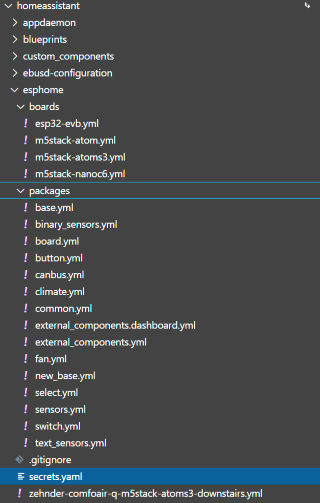 homeassistant
appdaemon
blueprints
custom_components
ebusd-configuration
esphome
boards
! esp32-evb.yml
! m5stack-atom.yml
! m5stack-atoms3.yml
! m5stack-nanoc6.yml
packages
! base.yml
! binary_sensors.yml
! board.yml
! button.yml
! canbus.yml
! climate.yml
! common.yml
! external_components.dashboard.yml
! external_components.yml
! fan.yml
! new_base.yml
! select.yml
! sensors.yml
! switch.yml
! text_sensors.yml
.gitignore
secrets.yaml
! zehnder-comfoair-q-m5stack-atoms3-downstairs.yml